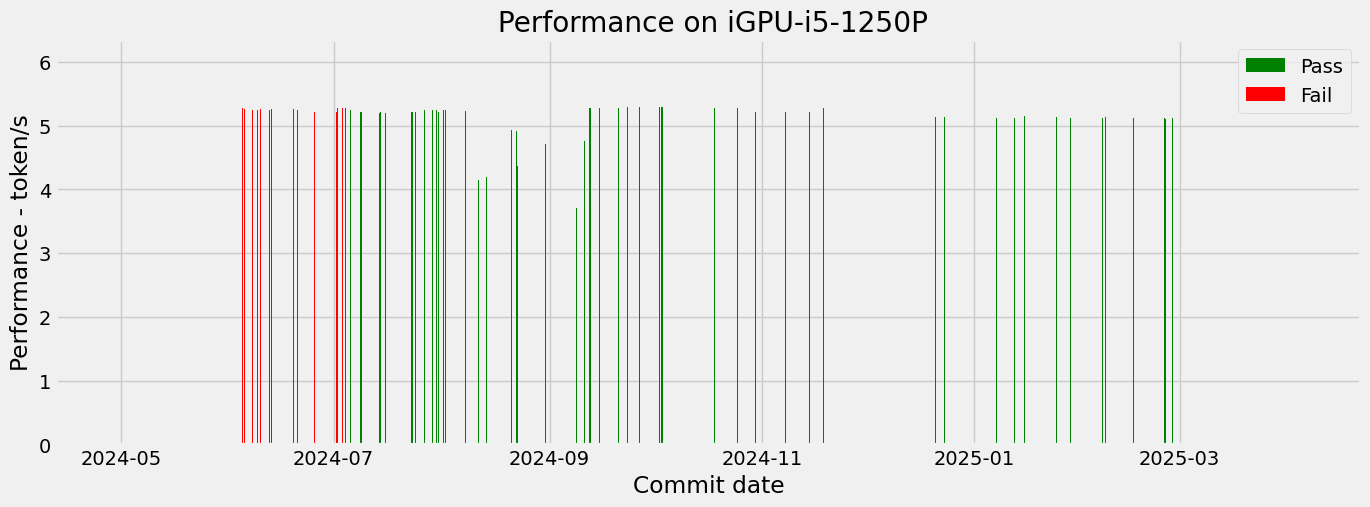 Performance on iGPU-i5-1250P
Pass
Fail
Performance - token/s
6
5
4
3
2
1
0
2024-05
2024-07
2024-09
2024-11
2025-01
2025-03
Commit date